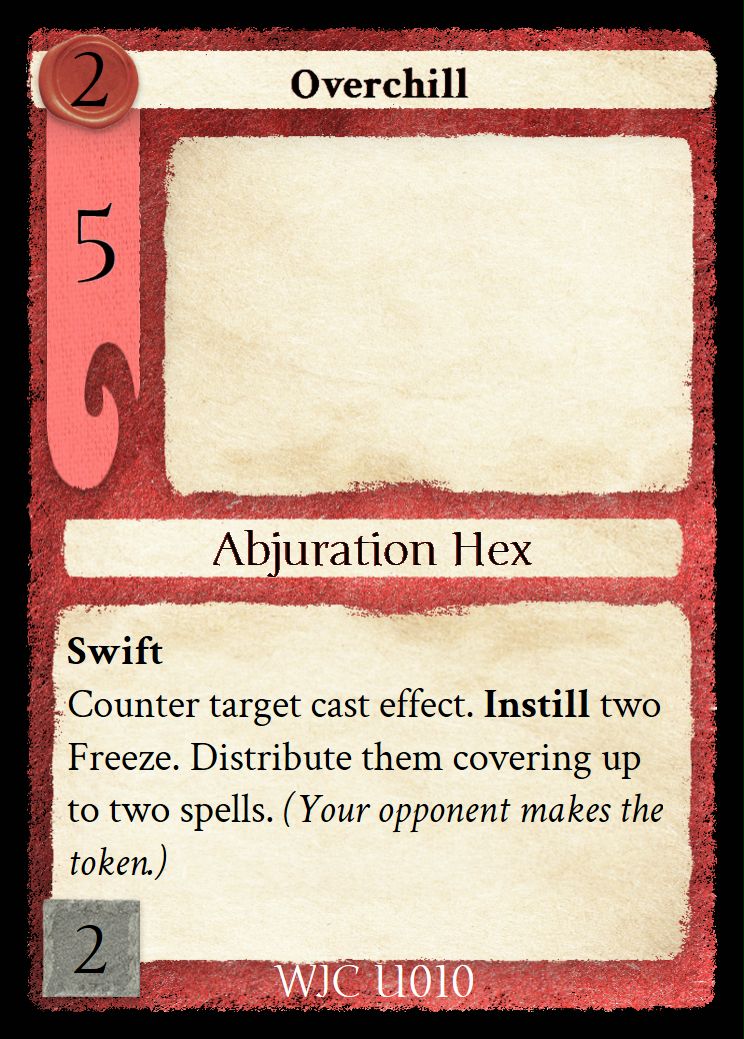 2
Overchill
5
Abjuration Hex
Swift
Counter target cast effect. Instill two
Freeze. Distribute them covering up
to two spells. (Your opponent makes the
token.)
2
WJC U010